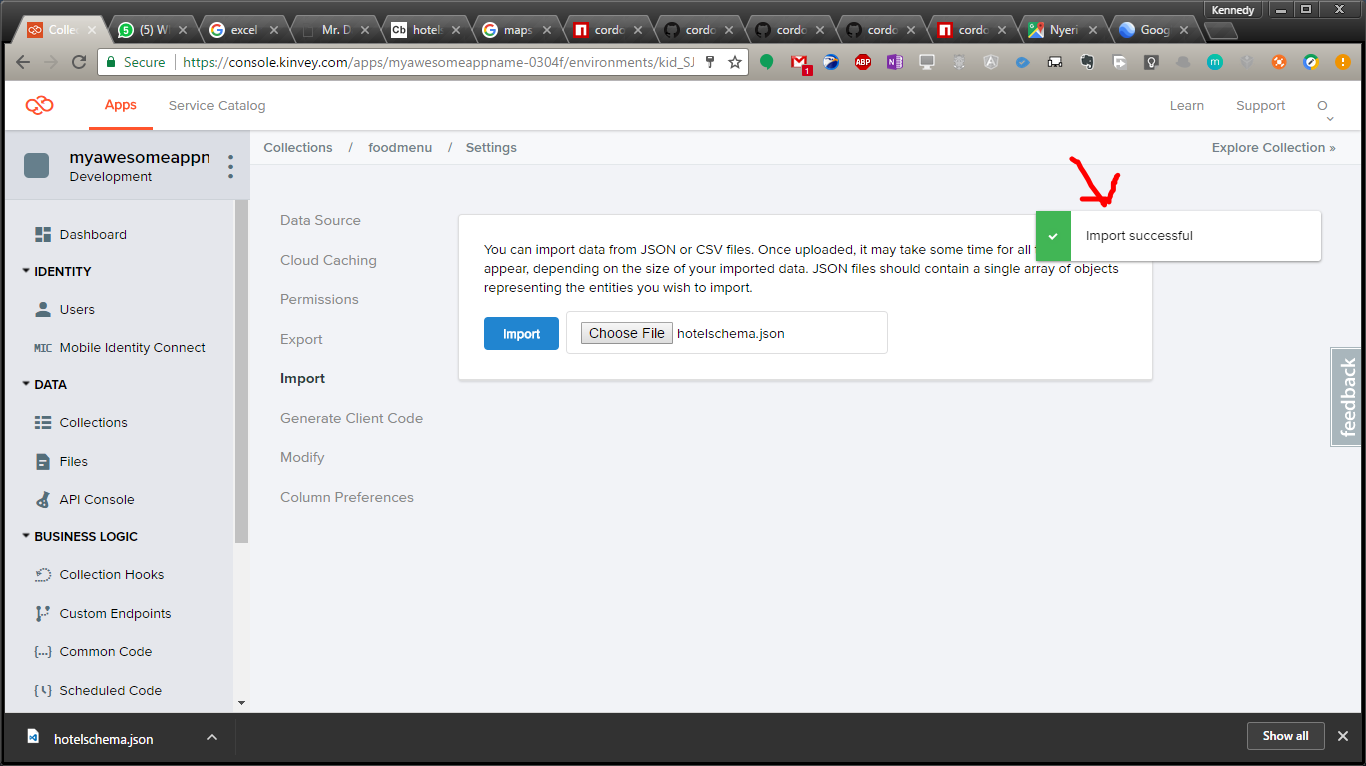 Kennedy
Collec
(5) W
excel
Mr. D
Cb hotels
maps
cordo
cordo
cordo
cordo
cordo
Nyeri
Goog
Secure https://console.kinvey.com/apps/myawesomeappname-0304f/environments/kid_SJ
1
ABP
N
m
Apps
Service Catalog
Learn
Support
O
myawesomeappn
Development
Collections / foodmenu / Settings
Explore Collection »
Dashboard
IDENTITY
Users
MIC Mobile Identity Connect
DATA
Collections
Files
API Console
BUSINESS LOGIC
Collection Hooks
Custom Endpoints
{...} Common Code
Scheduled Code
Data Source
Cloud Caching
Permissions
Export
Import
Generate Client Code
Modify
Column Preferences
Import successful
You can import data from JSON or CSV files. Once uploaded, it may take some time for all
appear, depending on the size of your imported data. JSON files should contain a single array of objects
representing the entities you wish to import.
Import
Choose File hotelschema.json
feedback
hotelschema.json
Show all